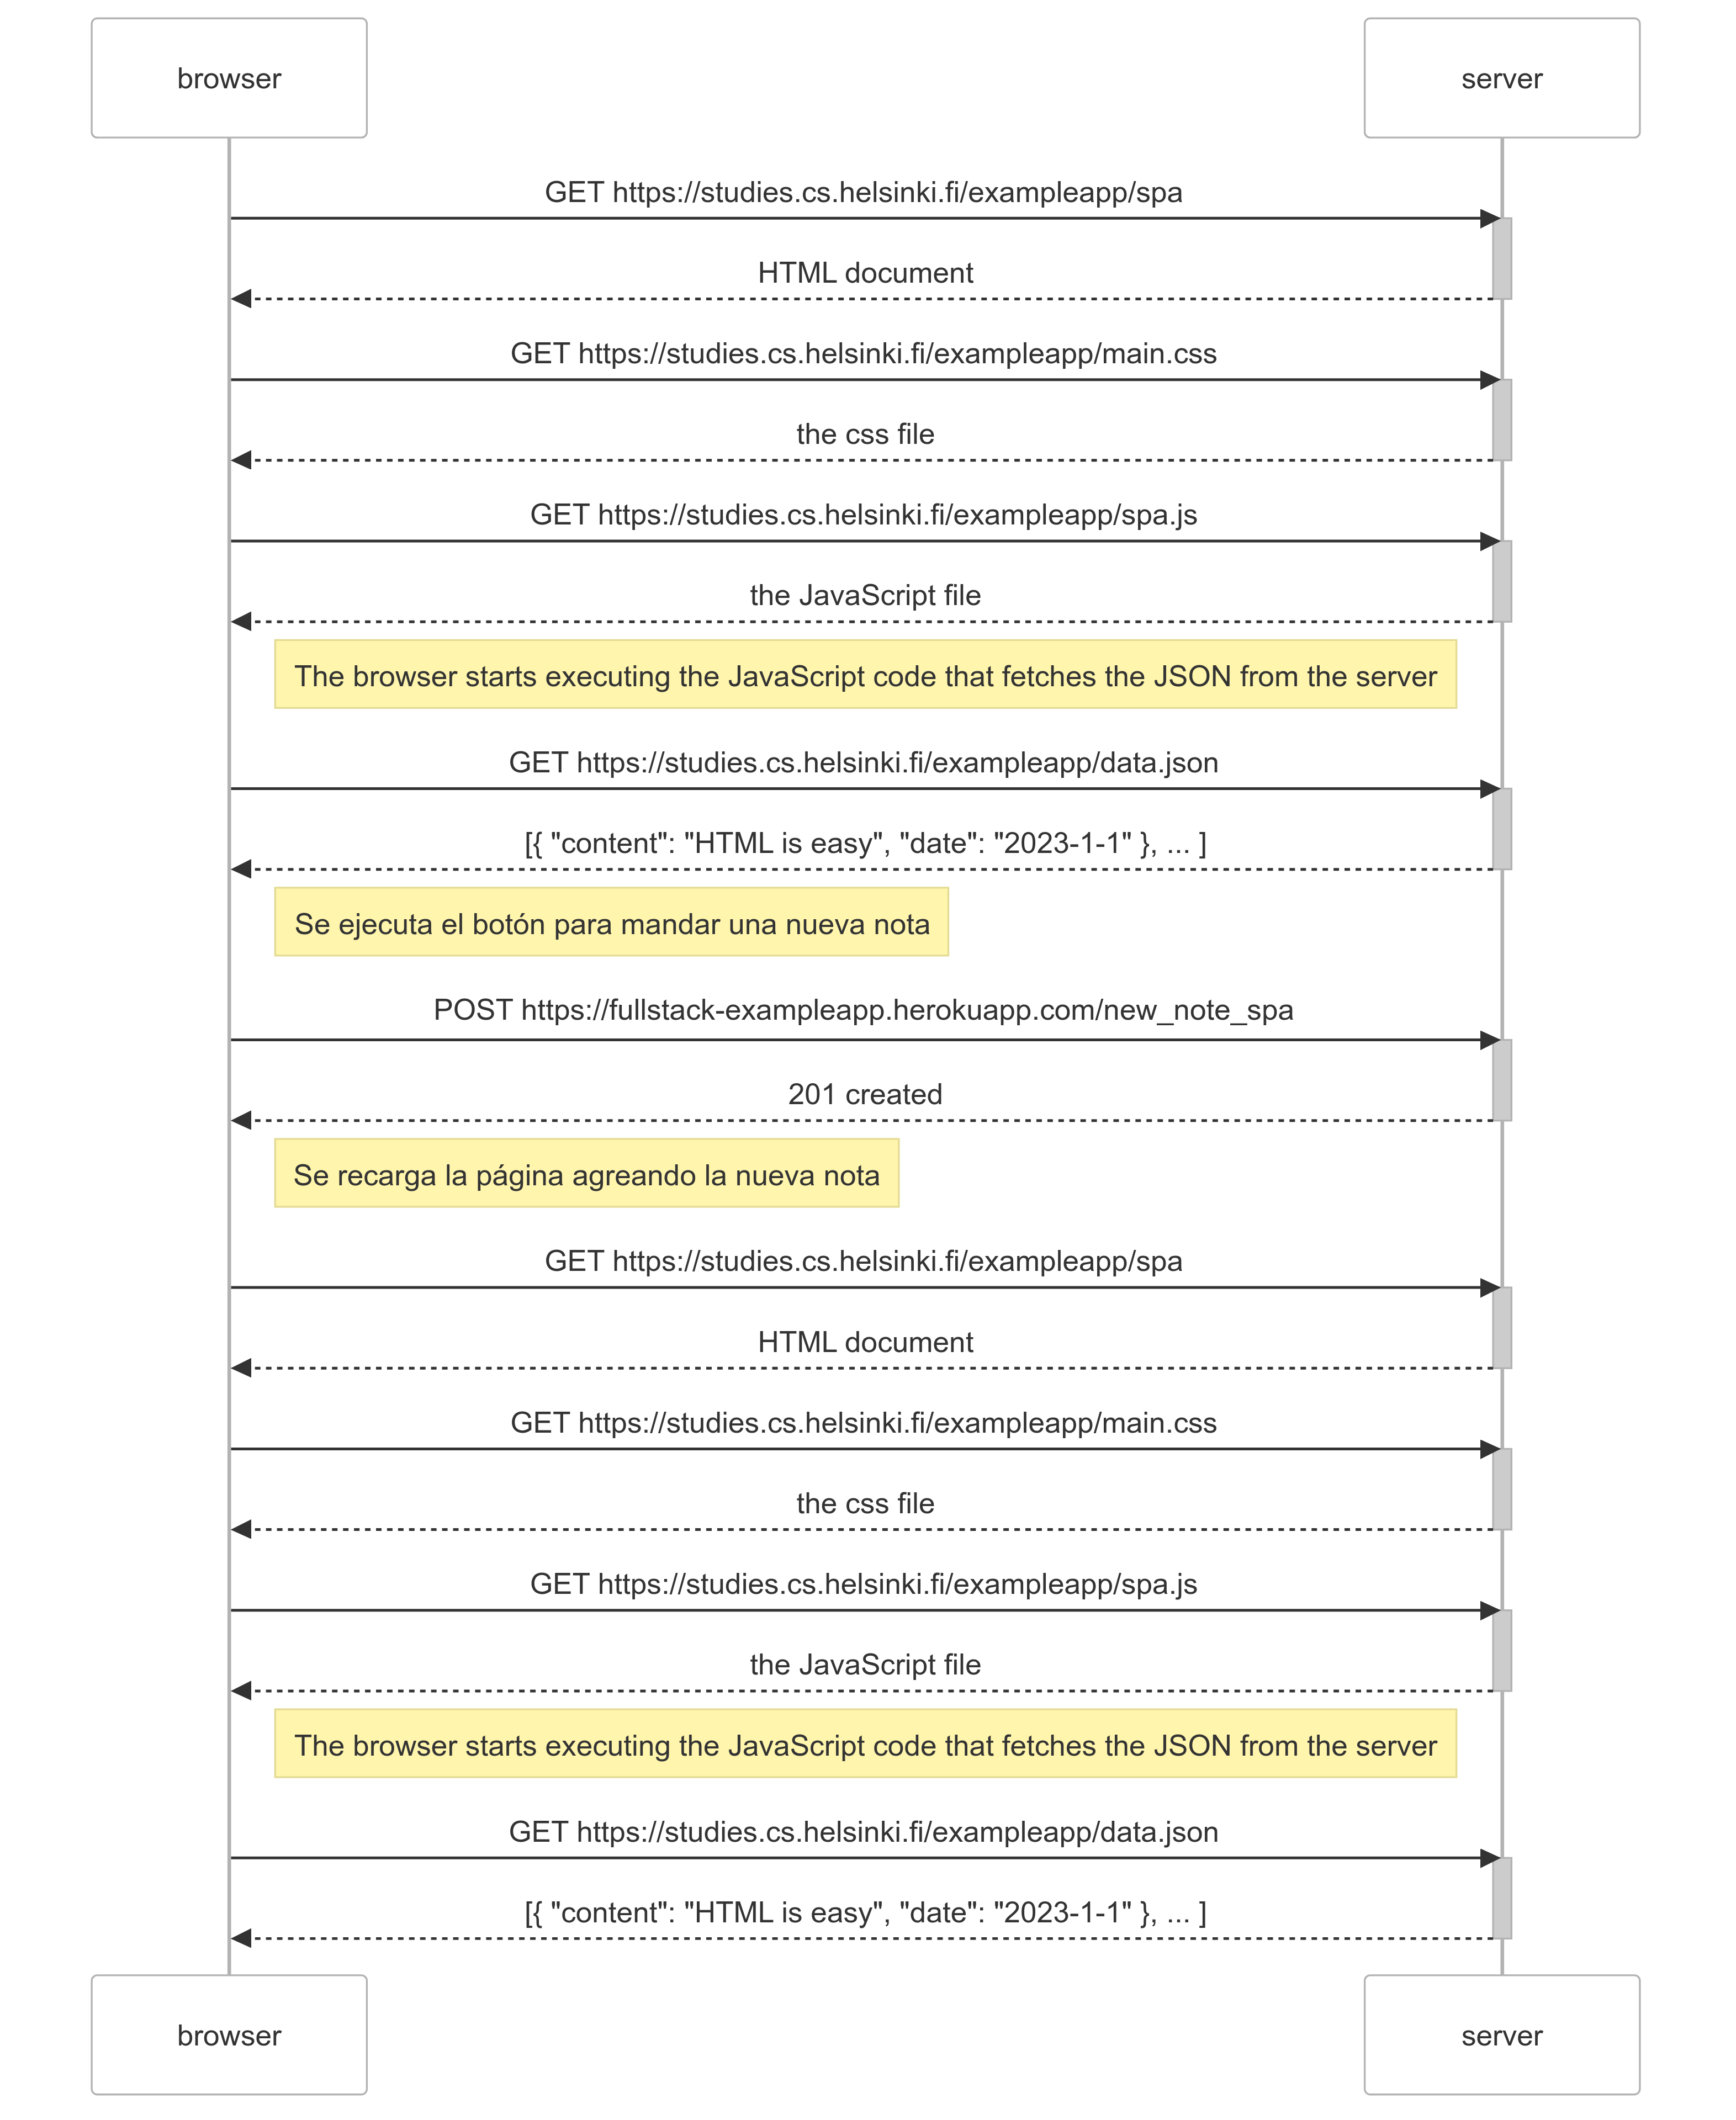 browser
server
GET https://studies.cs.helsinki.fi/exampleapp/spa
HTML document
GET https://studies.cs.helsinki.fi/exampleapp/main.css
the css file
GET https://studies.cs.helsinki.fi/exampleapp/spa.js
the JavaScript file
The browser starts executing the JavaScript code that fetches the JSON from the server
GET https://studies.cs.helsinki.fi/exampleapp/data.json
[{ "content": "HTML is easy", "date": "2023-1-1" }, ... ]
Se ejecuta el botón para mandar una nueva nota
POST https://fullstack-exampleapp.herokuapp.com/new_note_spa
201 created
Se recarga la página agreando la nueva nota
GET https://studies.cs.helsinki.fi/exampleapp/spa
HTML document
GET https://studies.cs.helsinki.fi/exampleapp/main.css
the css file
GET https://studies.cs.helsinki.fi/exampleapp/spa.js
the JavaScript file
The browser starts executing the JavaScript code that fetches the JSON from the server
GET https://studies.cs.helsinki.fi/exampleapp/data.json
[{ "content": "HTML is easy", "date": "2023-1-1" }, ... ]
browser
server